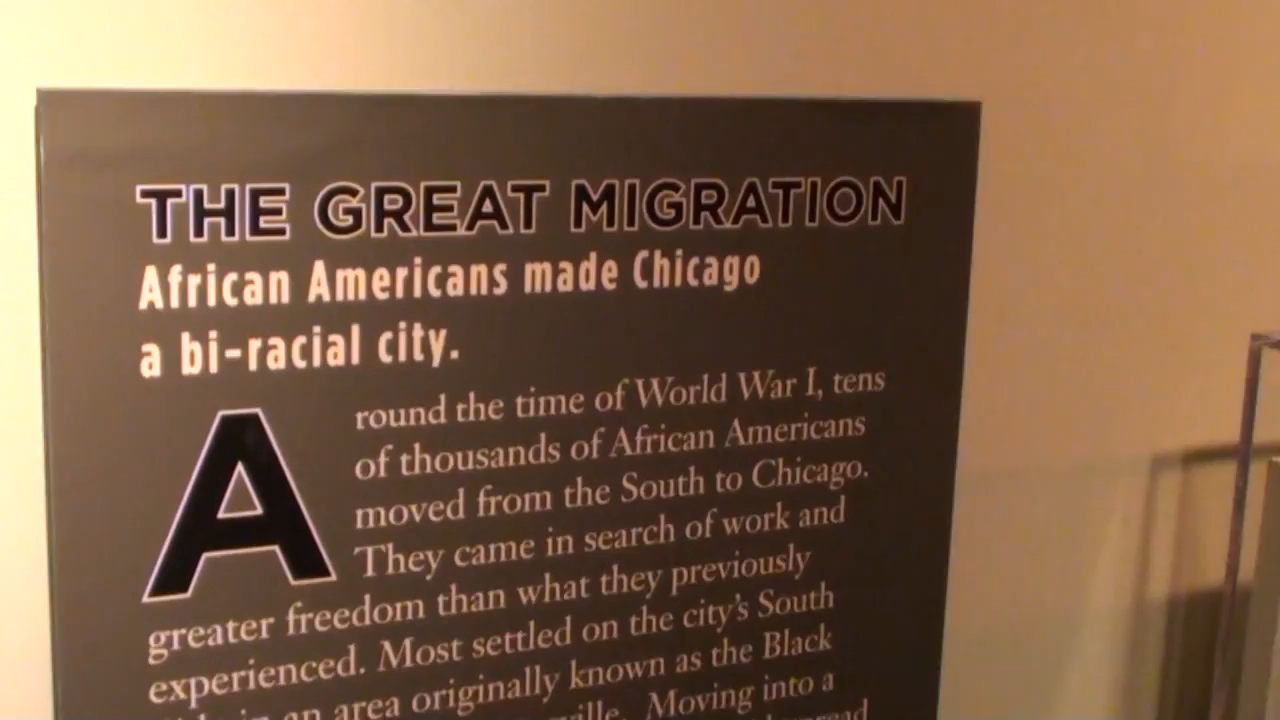 THE GREAT MIGRATION
African Americans made Chicago
a bi-racial city.
Around the time of World War I, tens
of thousands of African Americans
moved from the South to Chicago.
They came in search of work and
greater freedom than what they previously
experienced. Most settled on the city's South
in an area originally known as the Black
Moving into a